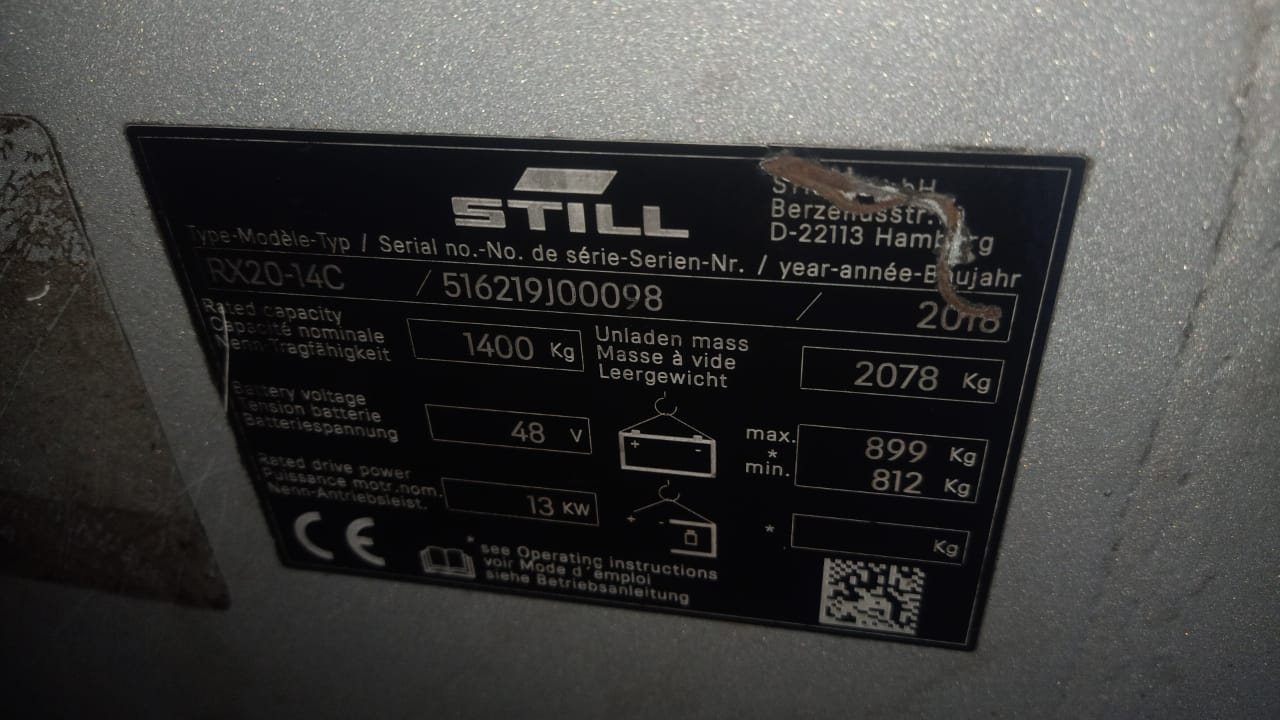 STILL
GmbH
Berzeliusstr.
D-22113 Hamburg
Type-Modèle-Typ / Serial no.-No. de série-Serien-Nr. / year-année-Baujahr
RX20-14C / 516219J00098 / 2018
Rated capacity
Capacité nominale
Nenn-Tragfähigkeit
1400 Kg
Unladen mass
Masse à vide
Leergewicht
2078 Kg
Battery voltage
Tension batterie
Batteriespannung
48 V
+ -
max. 899 Kg
*
min. 812 Kg
Rated drive power
Puissance motr.nom.
Nenn-Antriebsleist.
13 KW
+ -
* Kg
CE
* see Operating instructions
voir Mode d'émploi
siehe Betriebsanleitung